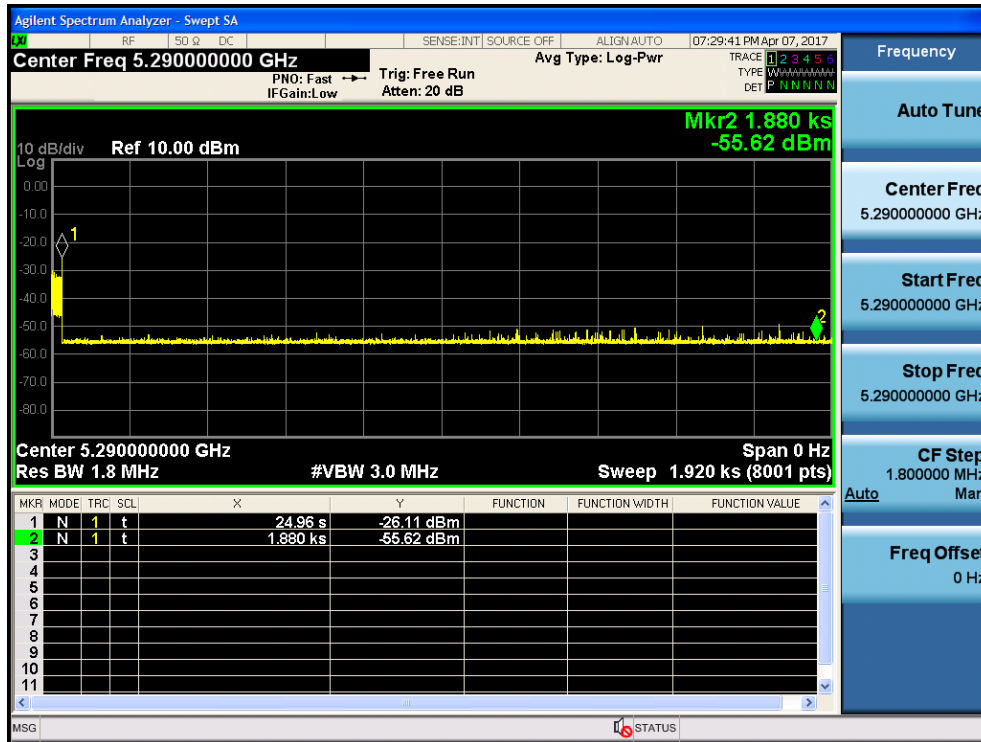 Agilent Spectrum Analyzer - Swept SA
LXI RF 50 Ω DC SENSE:INT SOURCE OFF ALIGN AUTO 07:29:41 PM Apr 07, 2017
Center Freq 5.290000000 GHz Avg Type: Log-Pwr TRACE 1 2 3 4 5 6
PNO: Fast Trig: Free Run TYPE W
IFGain:Low Atten: 20 dB DET P N N N N N
Mkr2 1.880 ks
10 dB/div Ref 10.00 dBm -55.62 dBm
Log
0.00
-10.0
1
-20.0
-30.0
-40.0
2
-50.0
-60.0
-70.0
-80.0
Center 5.290000000 GHz Span 0 Hz
Res BW 1.8 MHz #VBW 3.0 MHz Sweep 1.920 ks (8001 pts)
MKR MODE TRC SCL X Y FUNCTION FUNCTION WIDTH FUNCTION VALUE
1 N 1 t 24.96 s -26.11 dBm
2 N 1 t 1.880 ks -55.62 dBm
3
4
5
6
7
8
9
10
11
MSG STATUS
Frequency
Auto Tune
Center Freq
5.290000000 GHz
Start Freq
5.290000000 GHz
Stop Freq
5.290000000 GHz
CF Step
1.800000 MHz
Auto Man
Freq Offset
0 Hz